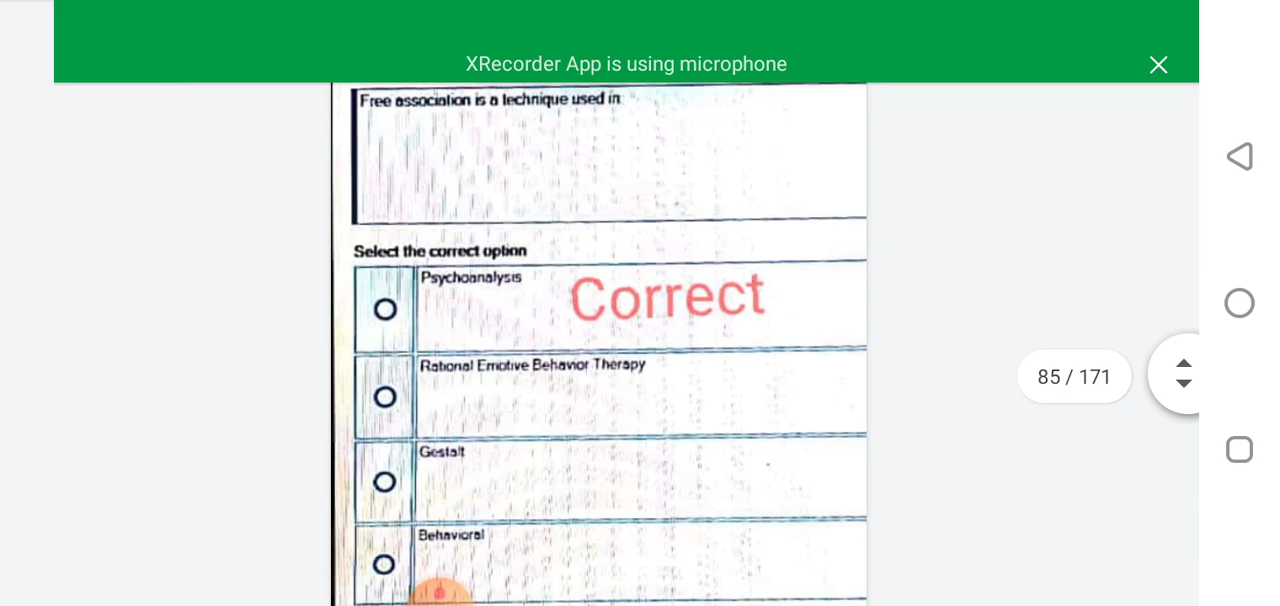 XRecorder App is using microphone
Free association is a technique used in
Select the correct option
Psychoanalysis
Correct
Rational Emotive Behavior Therapy
85 / 171
Gestalt
Behavioral